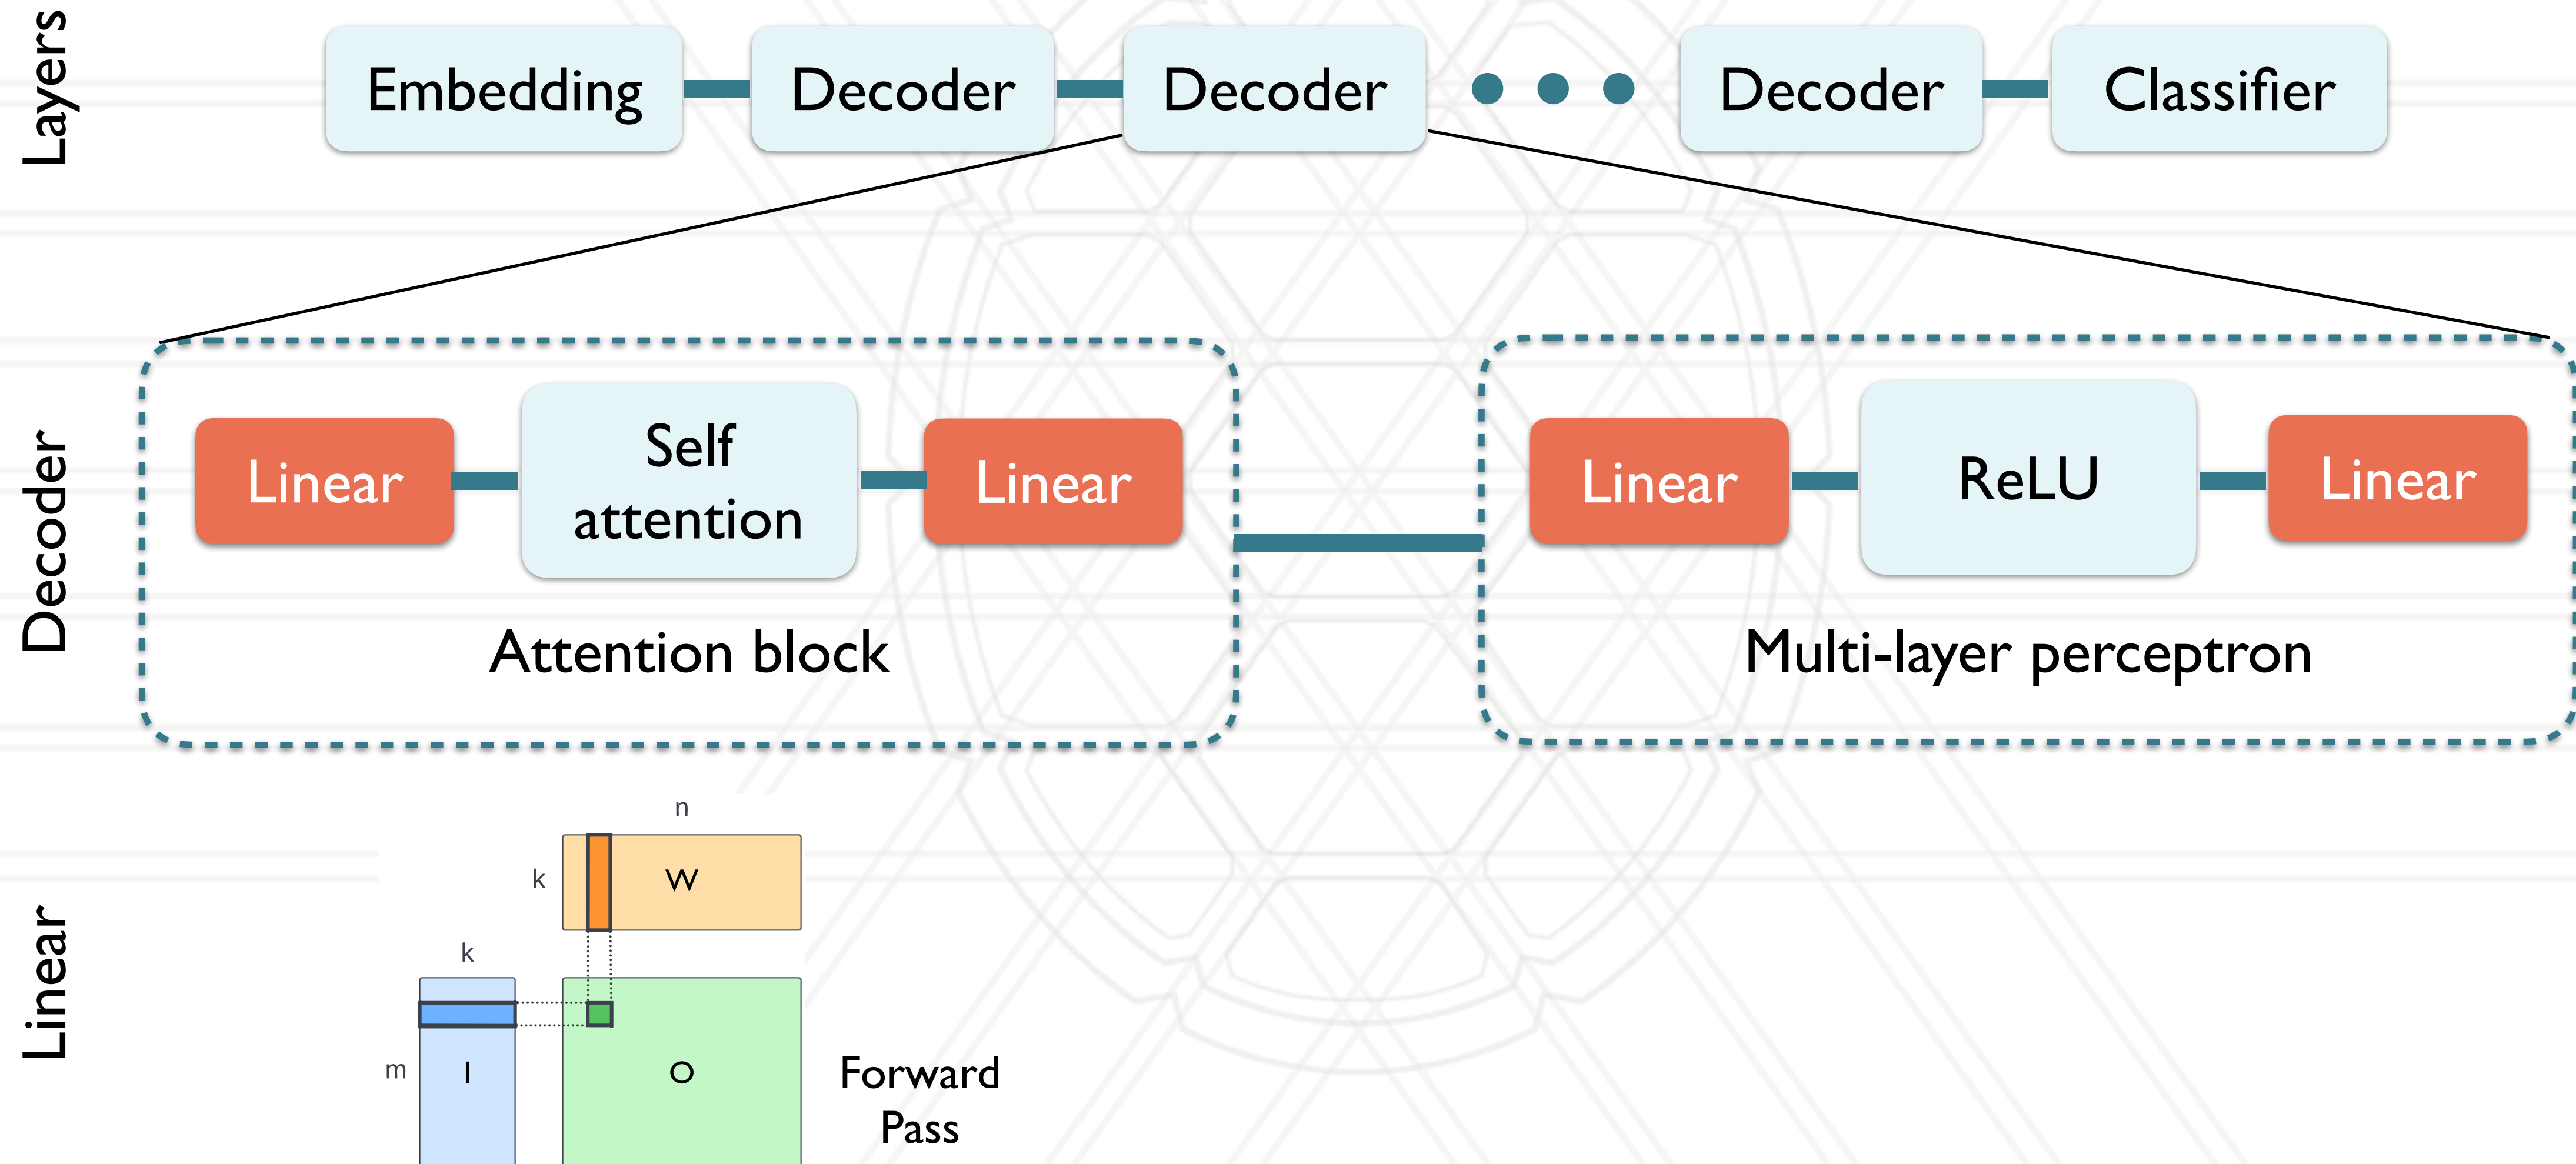 Layers
Embedding
Decoder
Decoder
Decoder
Classifier
Decoder
Linear
Self
attention
Linear
Attention block
Linear
ReLU
Linear
Multi-layer perceptron
Linear
n
k
W
k
m
I
O
Forward
Pass